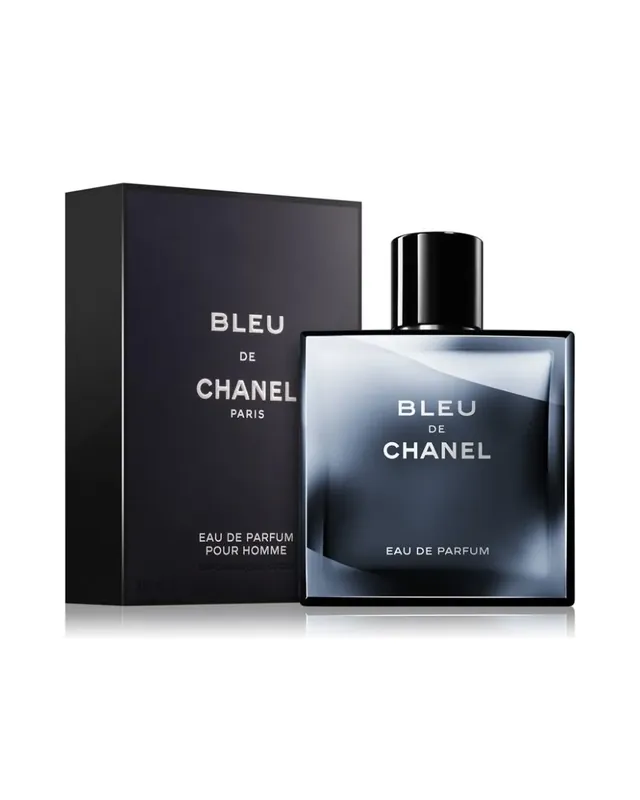 BLEU
DE
CHANEL
PARIS
EAU DE PARFUM
POUR HOMME
BLEU
DE
CHANEL
EAU DE PARFUM